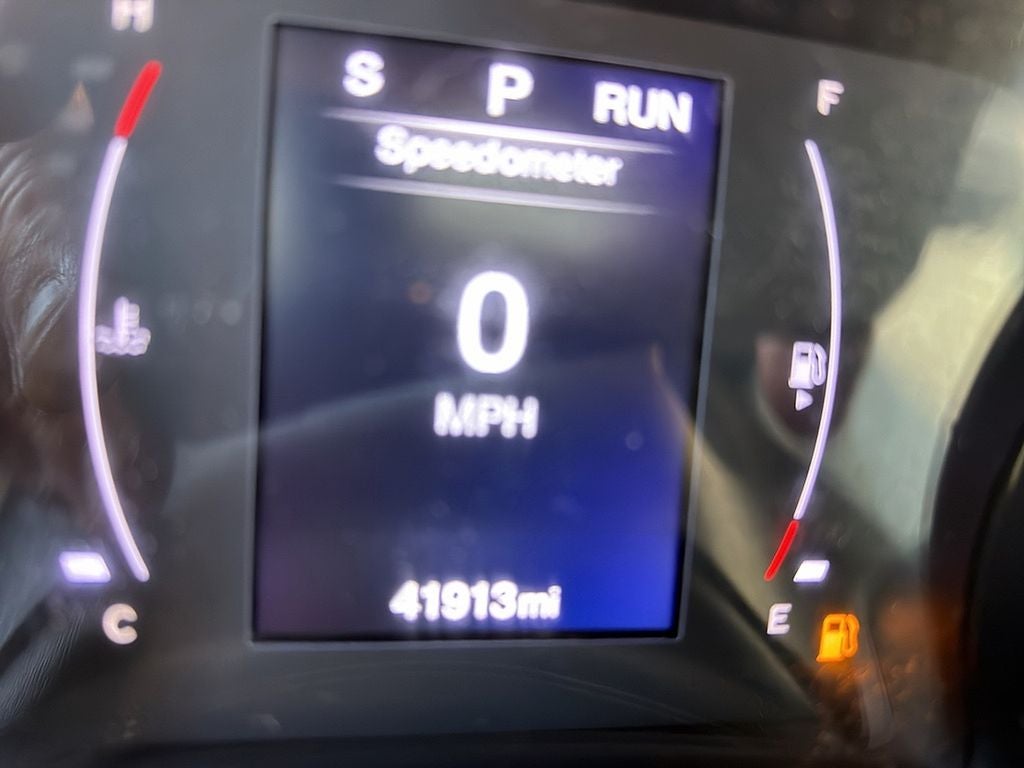 H
S P RUN
F
Speedometer
0
MPH
41913mi
C
E